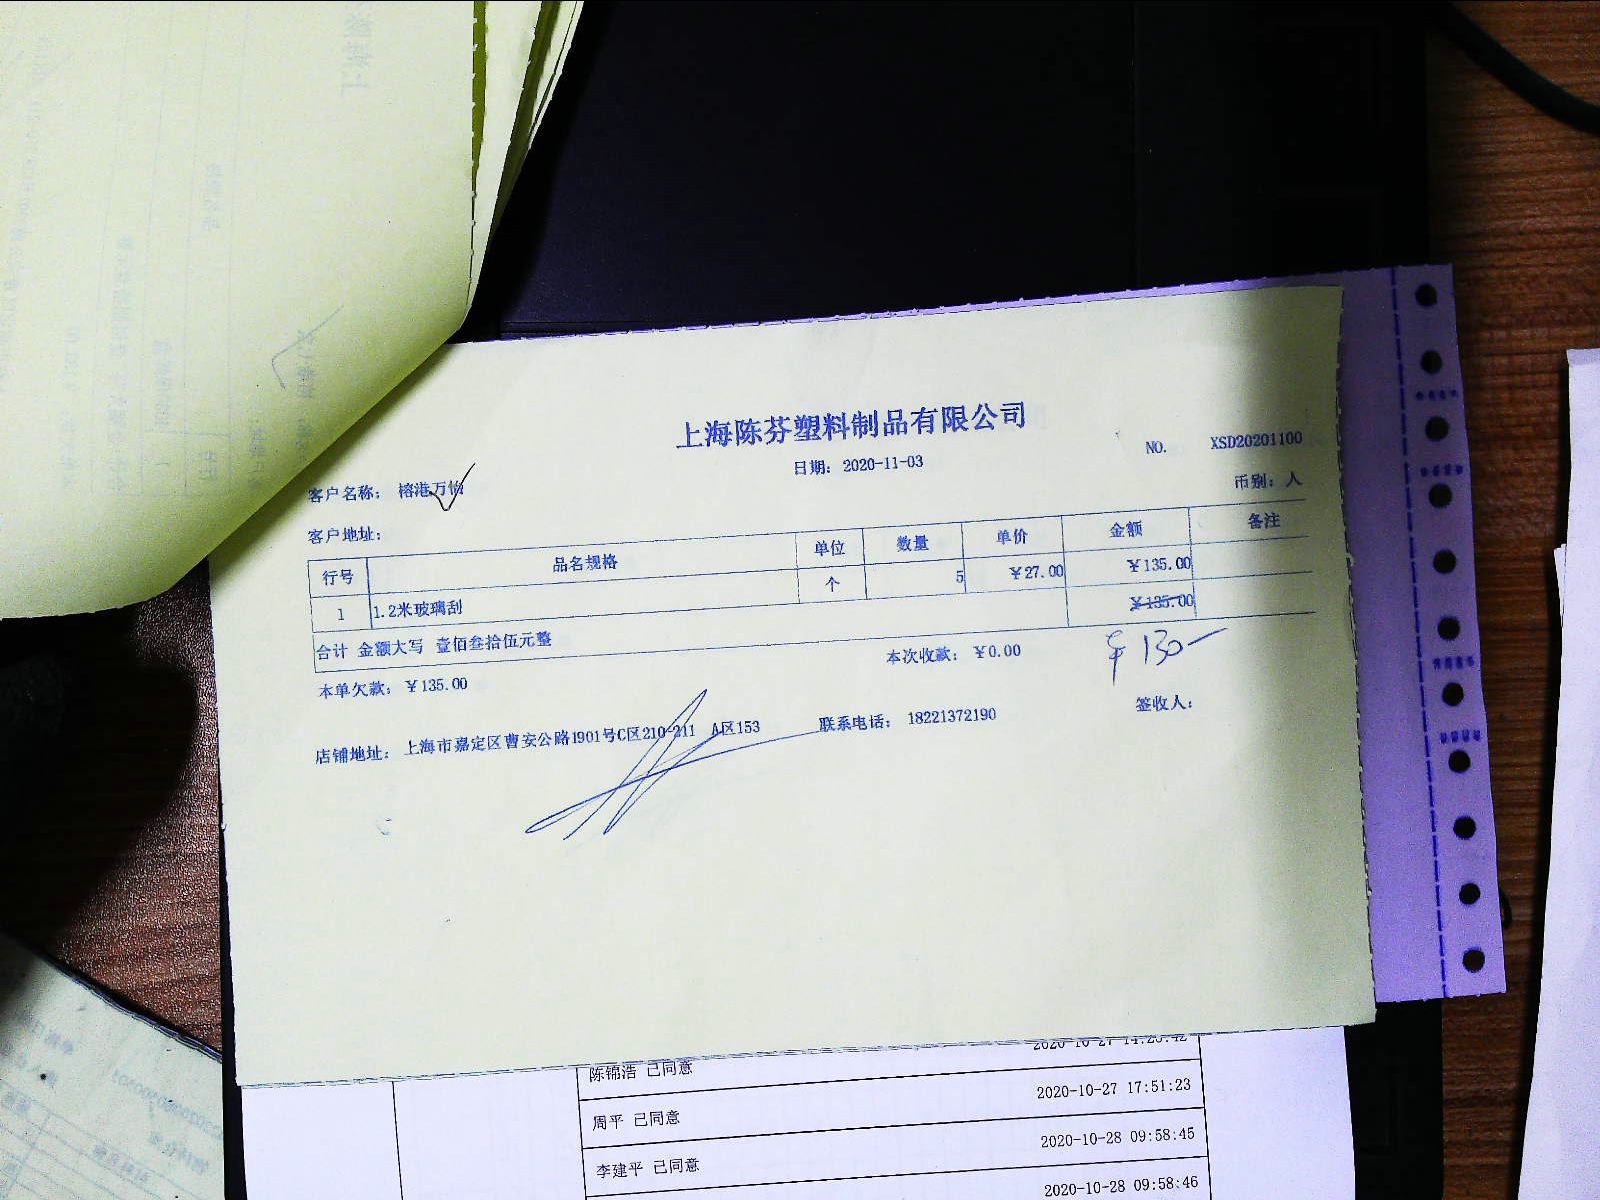 上海陈芬塑料制品有限公司
日期: 2020-11-03
NO. XSD20201100
客户名称: 榕港万怡
币别: 人
客户地址:
行号 品名规格 单位 数量 单价 金额 备注
1 1.2米玻璃刮 个 5 ¥27.00 ¥135.00
合计 金额大写 壹佰叁拾伍元整 ¥135.00
¥130-
本单欠款: ¥135.00 本次收款: ¥0.00
签收人:
店铺地址: 上海市嘉定区曹安公路1901号C区210-211 A区153 联系电话: 18221372190
陈锦浩 已同意 2020-10-27 14:25:42
周平 已同意 2020-10-27 17:51:23
李建平 已同意 2020-10-28 09:58:45
2020-10-28 09:58:46